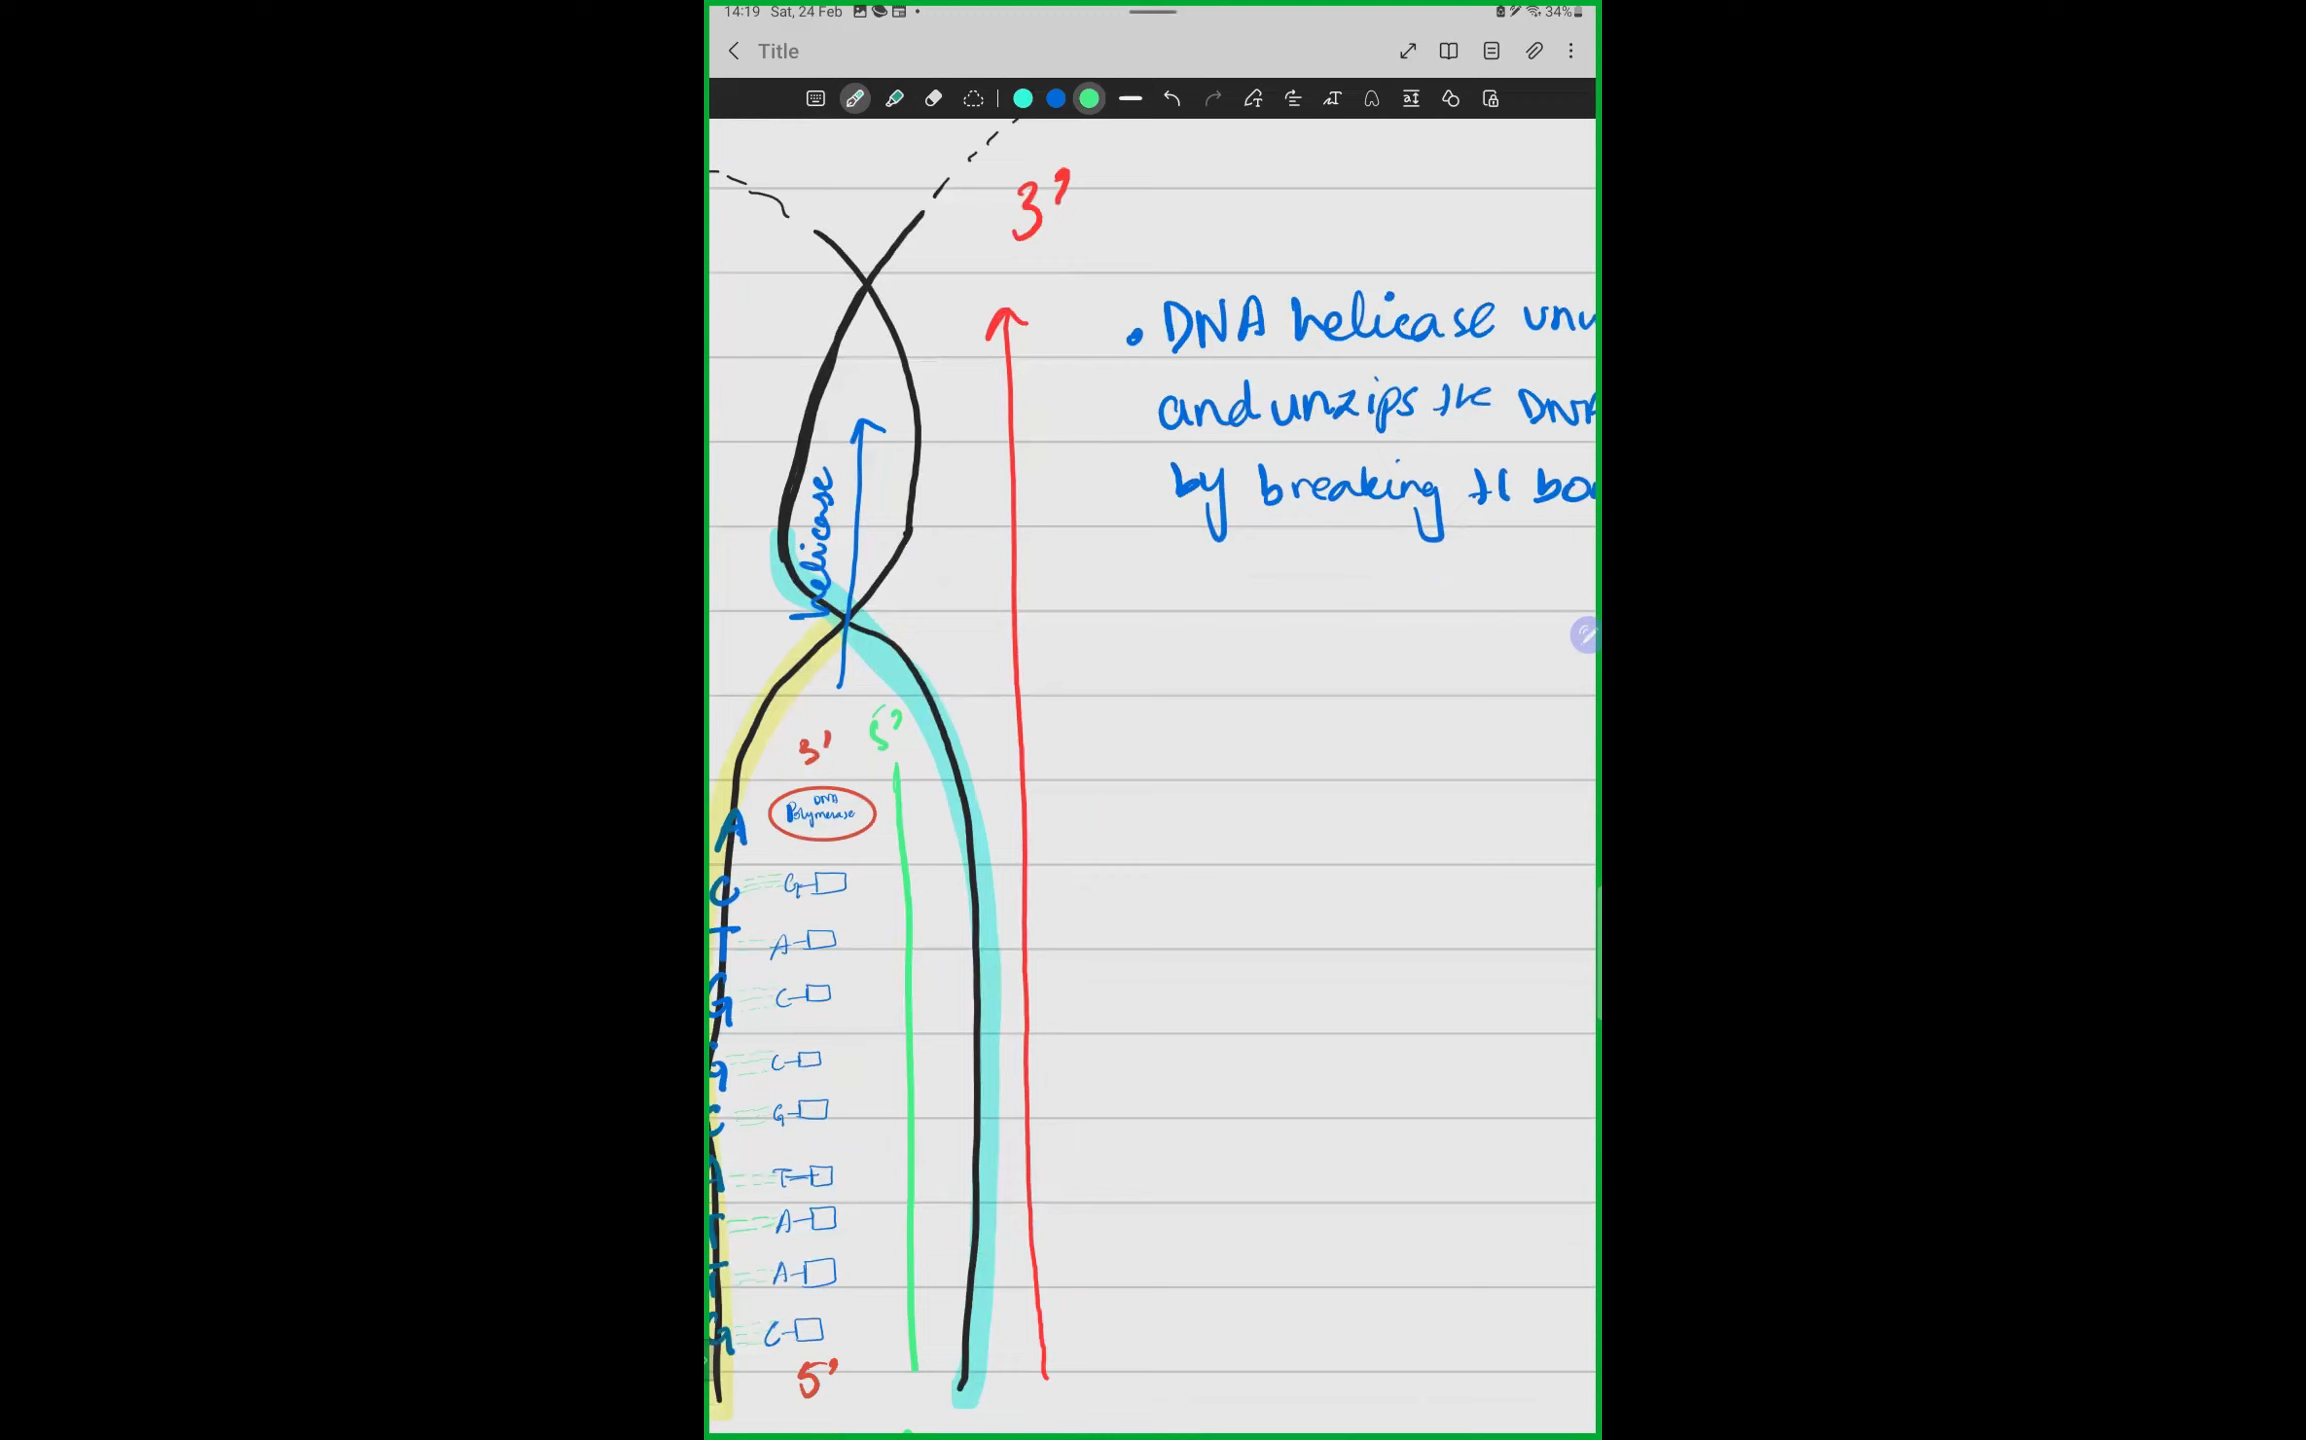 14:19 Sat, 24 Feb
34%
Title
3'
• DNA helicase unw
and unzips the DNA
by breaking the bo
helicase
5'
3'
DNA
Polymerase
A
C G
T A
G C
G C
C G
A T
T A
T A
G C
5'